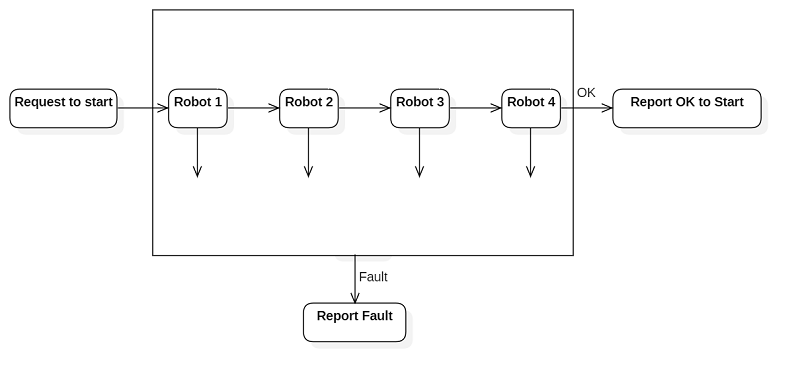 Request to start
Robot 1
Robot 2
Robot 3
Robot 4
OK
Report OK to Start
Fault
Report Fault